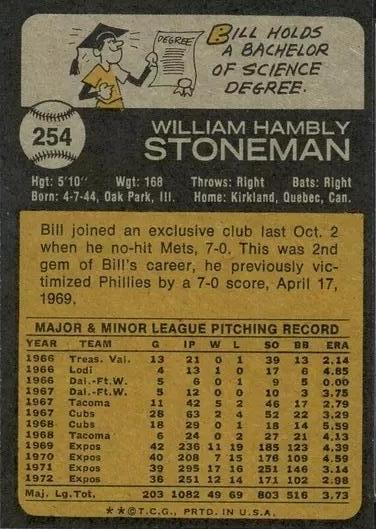 DEGREE
BILL HOLDS
A BACHELOR
OF SCIENCE
DEGREE.
254
WILLIAM HAMBLY
STONEMAN
Hgt: 5'10" Wgt: 168 Throws: Right Bats: Right
Born: 4-7-44, Oak Park, Ill. Home: Kirkland, Quebec, Can.
Bill joined an exclusive club last Oct. 2
when he no-hit Mets, 7-0. This was 2nd
gem of Bill's career, he previously vic-
timized Phillies by a 7-0 score, April 17,
1969.
MAJOR & MINOR LEAGUE PITCHING RECORD
YEAR TEAM G IP W L SO BB ERA
1966 Treas. Val. 13 21 0 1 39 13 2.14
1966 Lodi 4 13 1 0 17 6 4.85
1966 Dal.-Ft.W. 5 6 0 1 9 5 0.00
1967 Dal.-Ft.W. 5 12 0 0 10 3 3.75
1967 Tacoma 11 42 5 2 46 17 2.79
1967 Cubs 28 63 2 4 52 22 3.29
1968 Cubs 18 29 0 1 18 14 5.59
1968 Tacoma 6 24 0 2 27 21 4.13
1969 Expos 42 236 11 19 185 123 4.39
1970 Expos 40 208 7 15 176 109 4.59
1971 Expos 39 295 17 16 251 146 3.14
1972 Expos 36 251 12 14 171 102 2.98
Maj. Lg. Tot. 203 1082 49 69 803 516 3.73
**©T.C.G., PRTD. IN U.S.A.